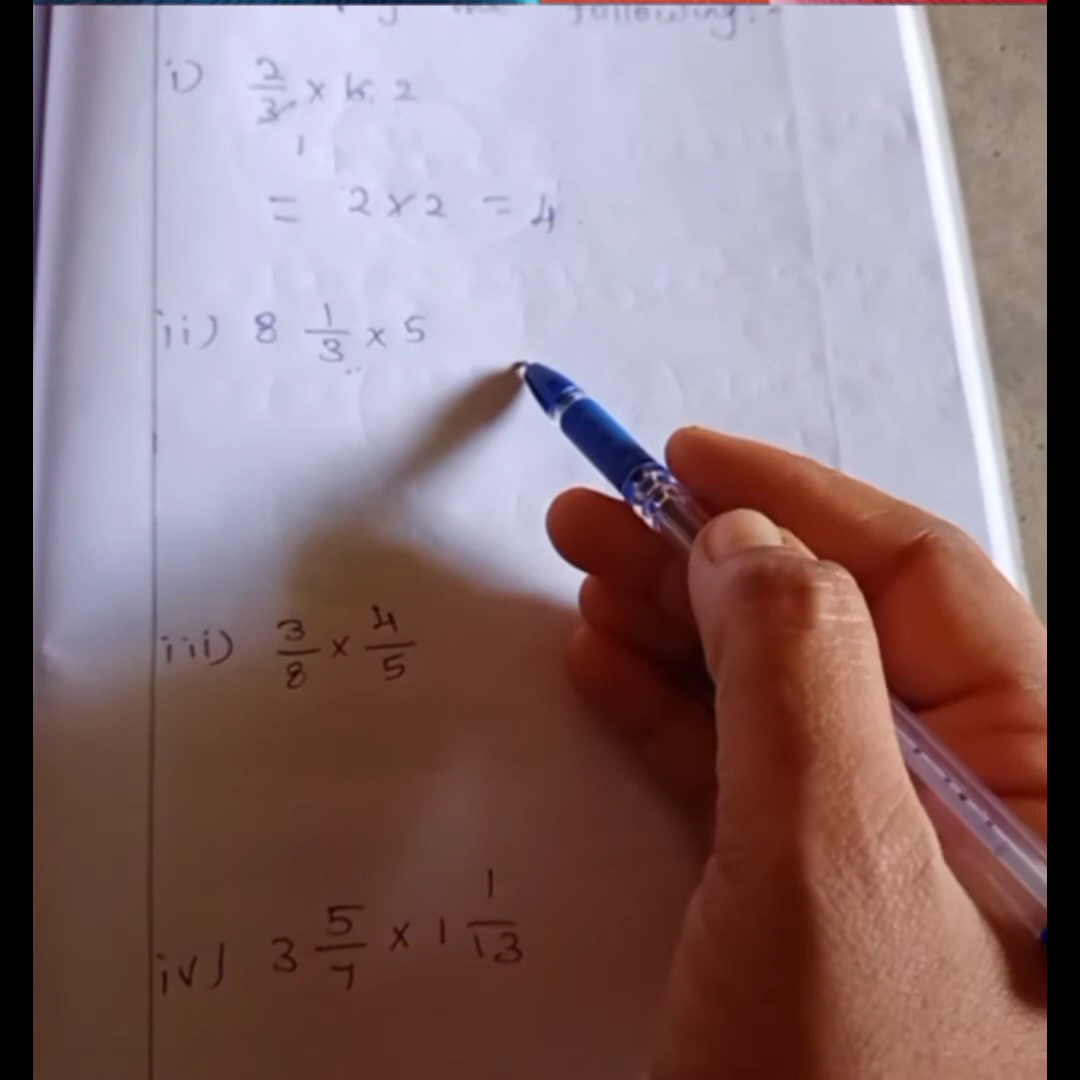 following:-
i) 2/3 × 6 2
1
= 2 × 2 = 4
ii) 8 1/3 × 5
iii) 3/8 × 4/5
iv) 3 5/7 × 1 1/13